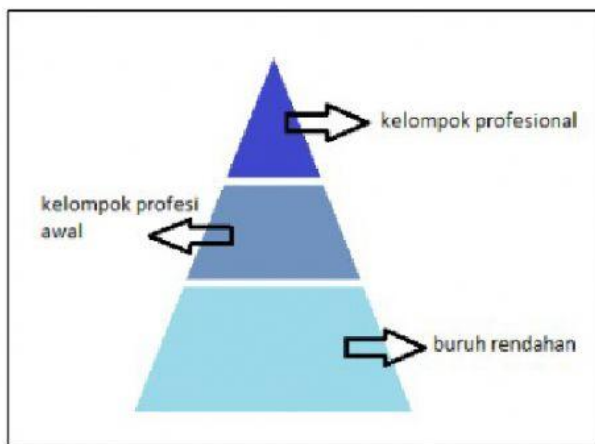 kelompok profesional
kelompok profesi
awal
buruh rendahan